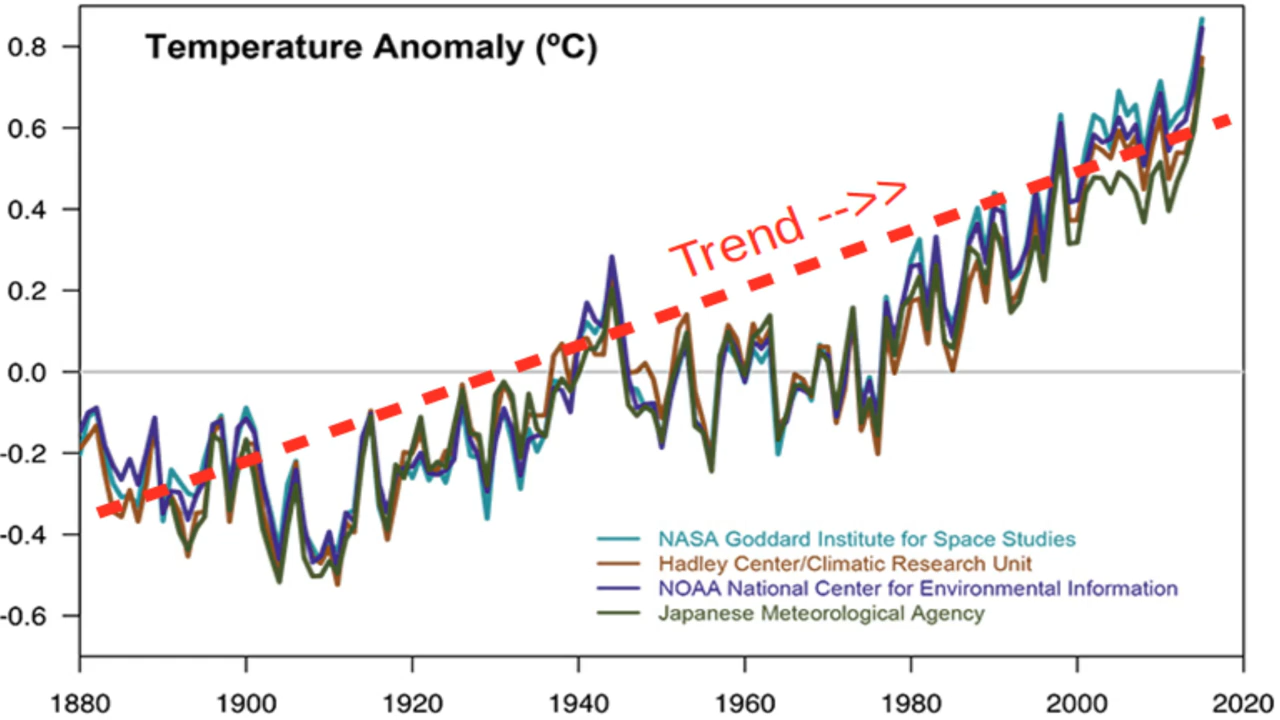 Temperature Anomaly (ºC)
0.8
0.6
0.4
0.2
0.0
-0.2
-0.4
-0.6
Trend -->>
NASA Goddard Institute for Space Studies
Hadley Center/Climatic Research Unit
NOAA National Center for Environmental Information
Japanese Meteorological Agency
1880 1900 1920 1940 1960 1980 2000 2020